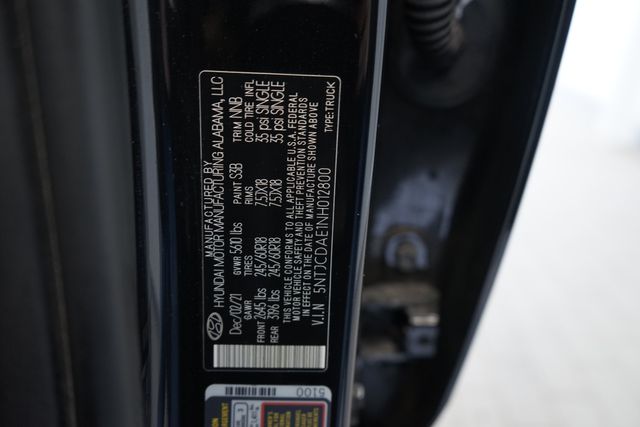 MANUFACTURED BY
HYUNDAI MOTOR MANUFACTURING ALABAMA, LLC
Dec/02/21 GVWR 5610 lbs PAINT S3B TRIM NNB
GAWR TIRES RIMS COLD TIRE INFL
FRONT 2645 lbs 245/60R18 7.5JX18 35 psi SINGLE
REAR 3396 lbs 245/60R18 7.5JX18 35 psi SINGLE
THIS VEHICLE CONFORMS TO ALL APPLICABLE U.S.A. FEDERAL
MOTOR VEHICLE SAFETY AND THEFT PREVENTION STANDARDS
IN EFFECT ON THE DATE OF MANUFACTURE SHOWN ABOVE
V.I.N 5NTJCDAE1NH012800 TYPE:TRUCK
5100